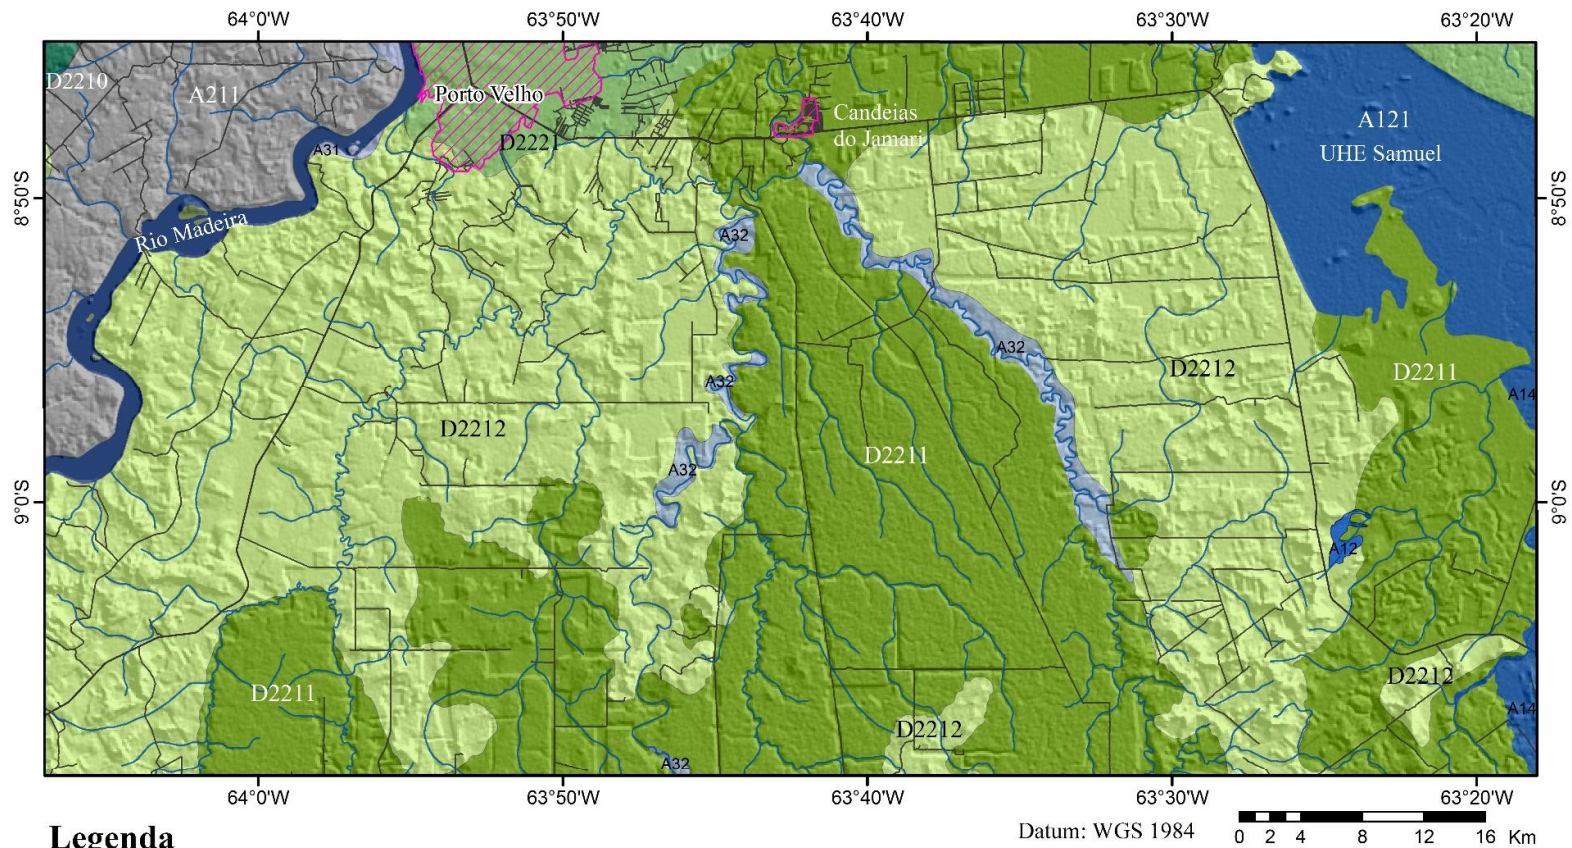 64°0'W 63°50'W 63°40'W 63°30'W 63°20'W
D2210
A211
Porto Velho
Candeias
do Jamari
A121
UHE Samuel
D2221
A31
8°50'S
8°50'S
Rio Madeira
A32
A32
D2212
D2211
A32
A14
D2212
D2211
A32
9°0'S
9°0'S
A12
D2211
D2212
A14
D2212
A32
64°0'W 63°50'W 63°40'W 63°30'W 63°20'W
Legenda
Datum: WGS 1984
0 2 4 8 12 16 Km